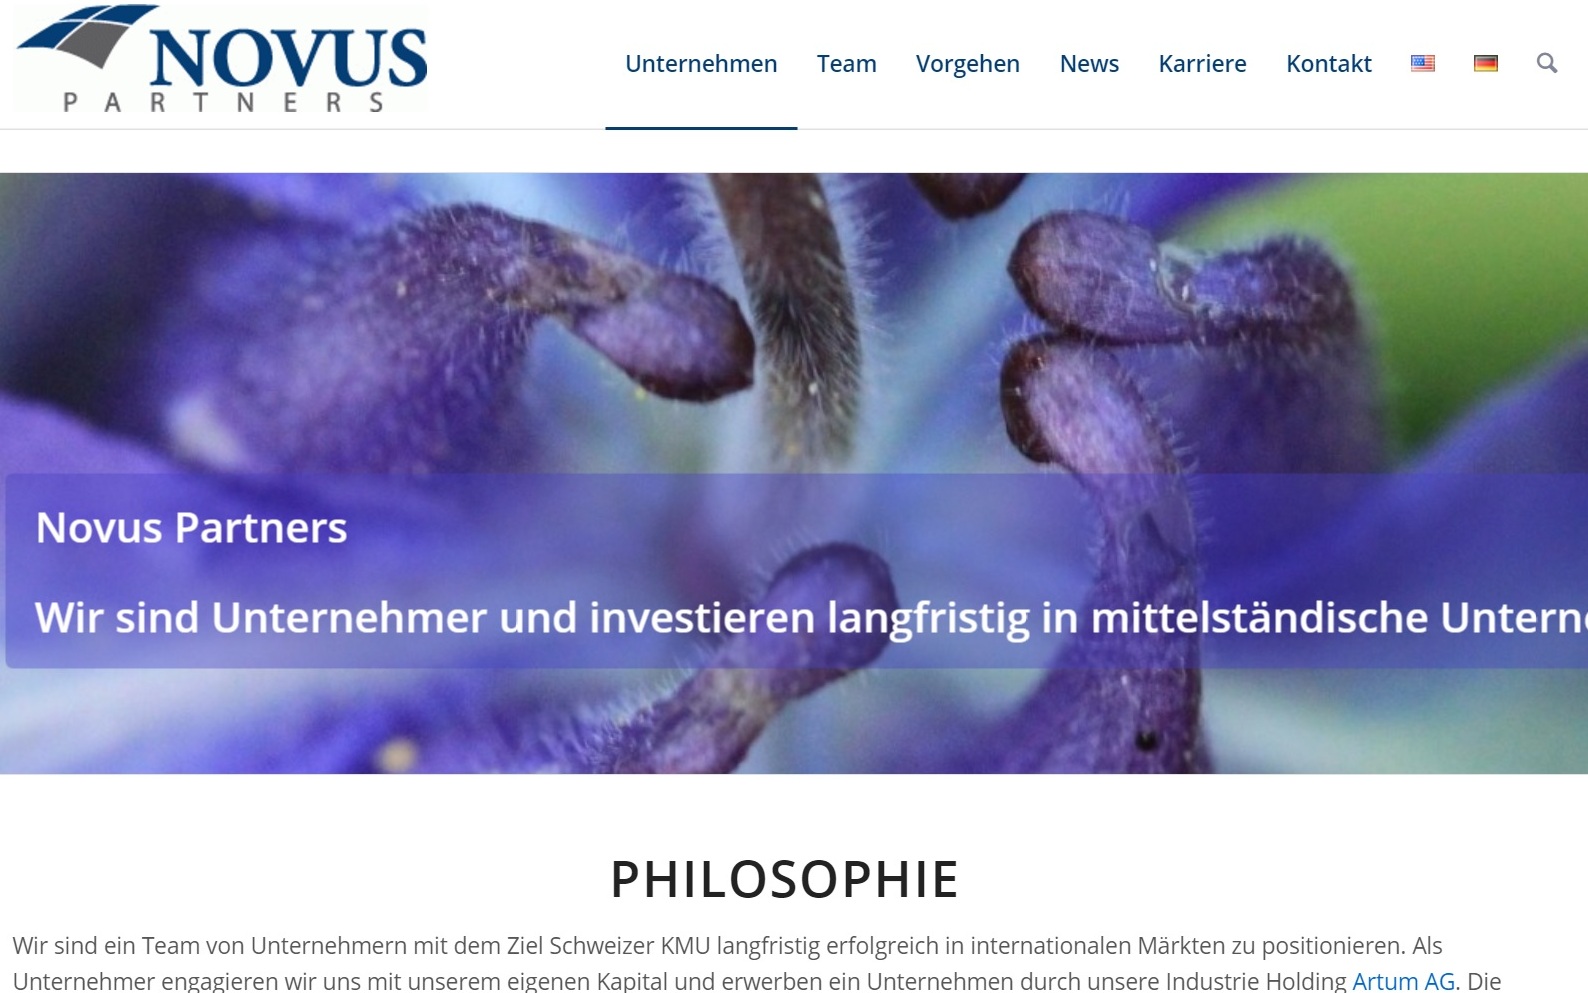 NOVUS
PARTNERS
Unternehmen Team Vorgehen News Karriere Kontakt
Novus Partners
Wir sind Unternehmer und investieren langfristig in mittelständische
PHILOSOPHIE
Wir sind ein Team von Unternehmern mit dem Ziel Schweizer KMU langfristig erfolgreich in internationalen Märkten zu positionieren. Als
Unternehmer engagieren wir uns mit unserem eigenen Kapital und erwerben ein Unternehmen durch unsere Industrie Holding Artum AG. Die